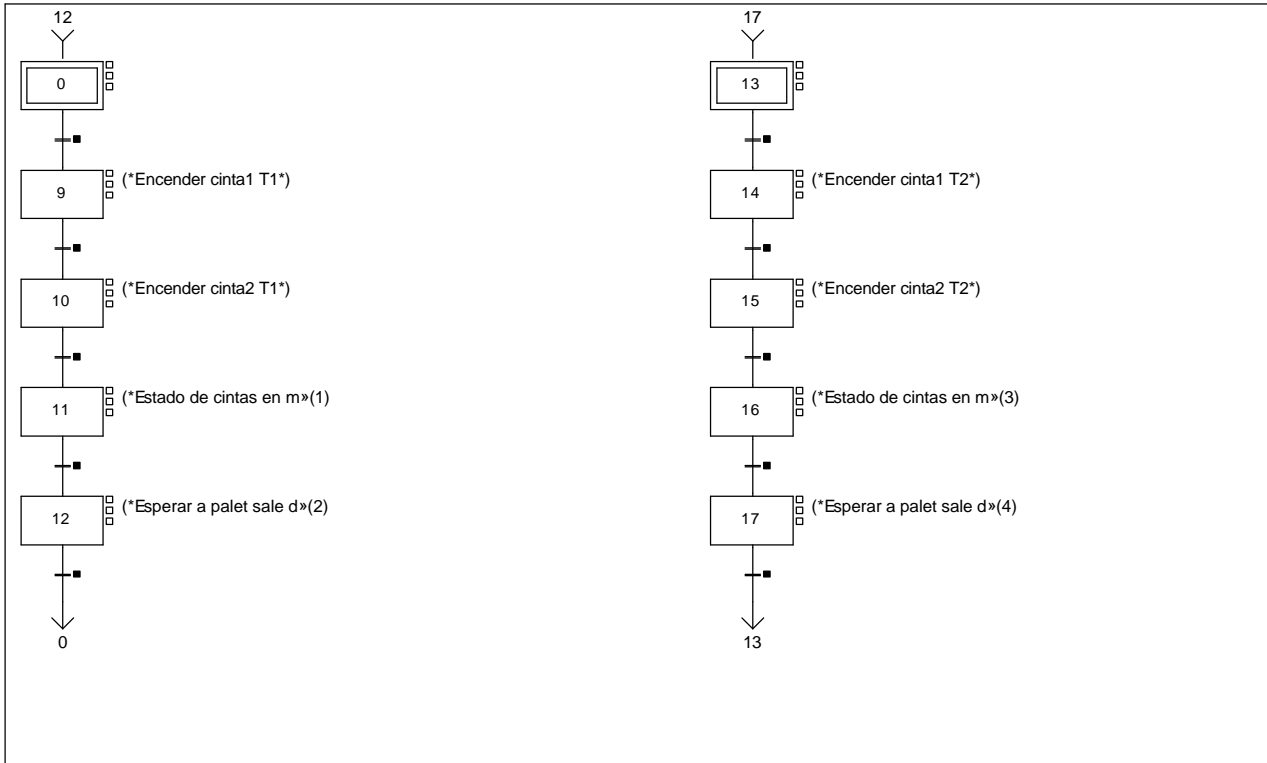 12
0
9
(*Encender cinta1 T1*)
10
(*Encender cinta2 T1*)
11
(*Estado de cintas en m»(1)
12
(*Esperar a palet sale d»(2)
0
17
13
14
(*Encender cinta1 T2*)
15
(*Encender cinta2 T2*)
16
(*Estado de cintas en m»(3)
17
(*Esperar a palet sale d»(4)
13